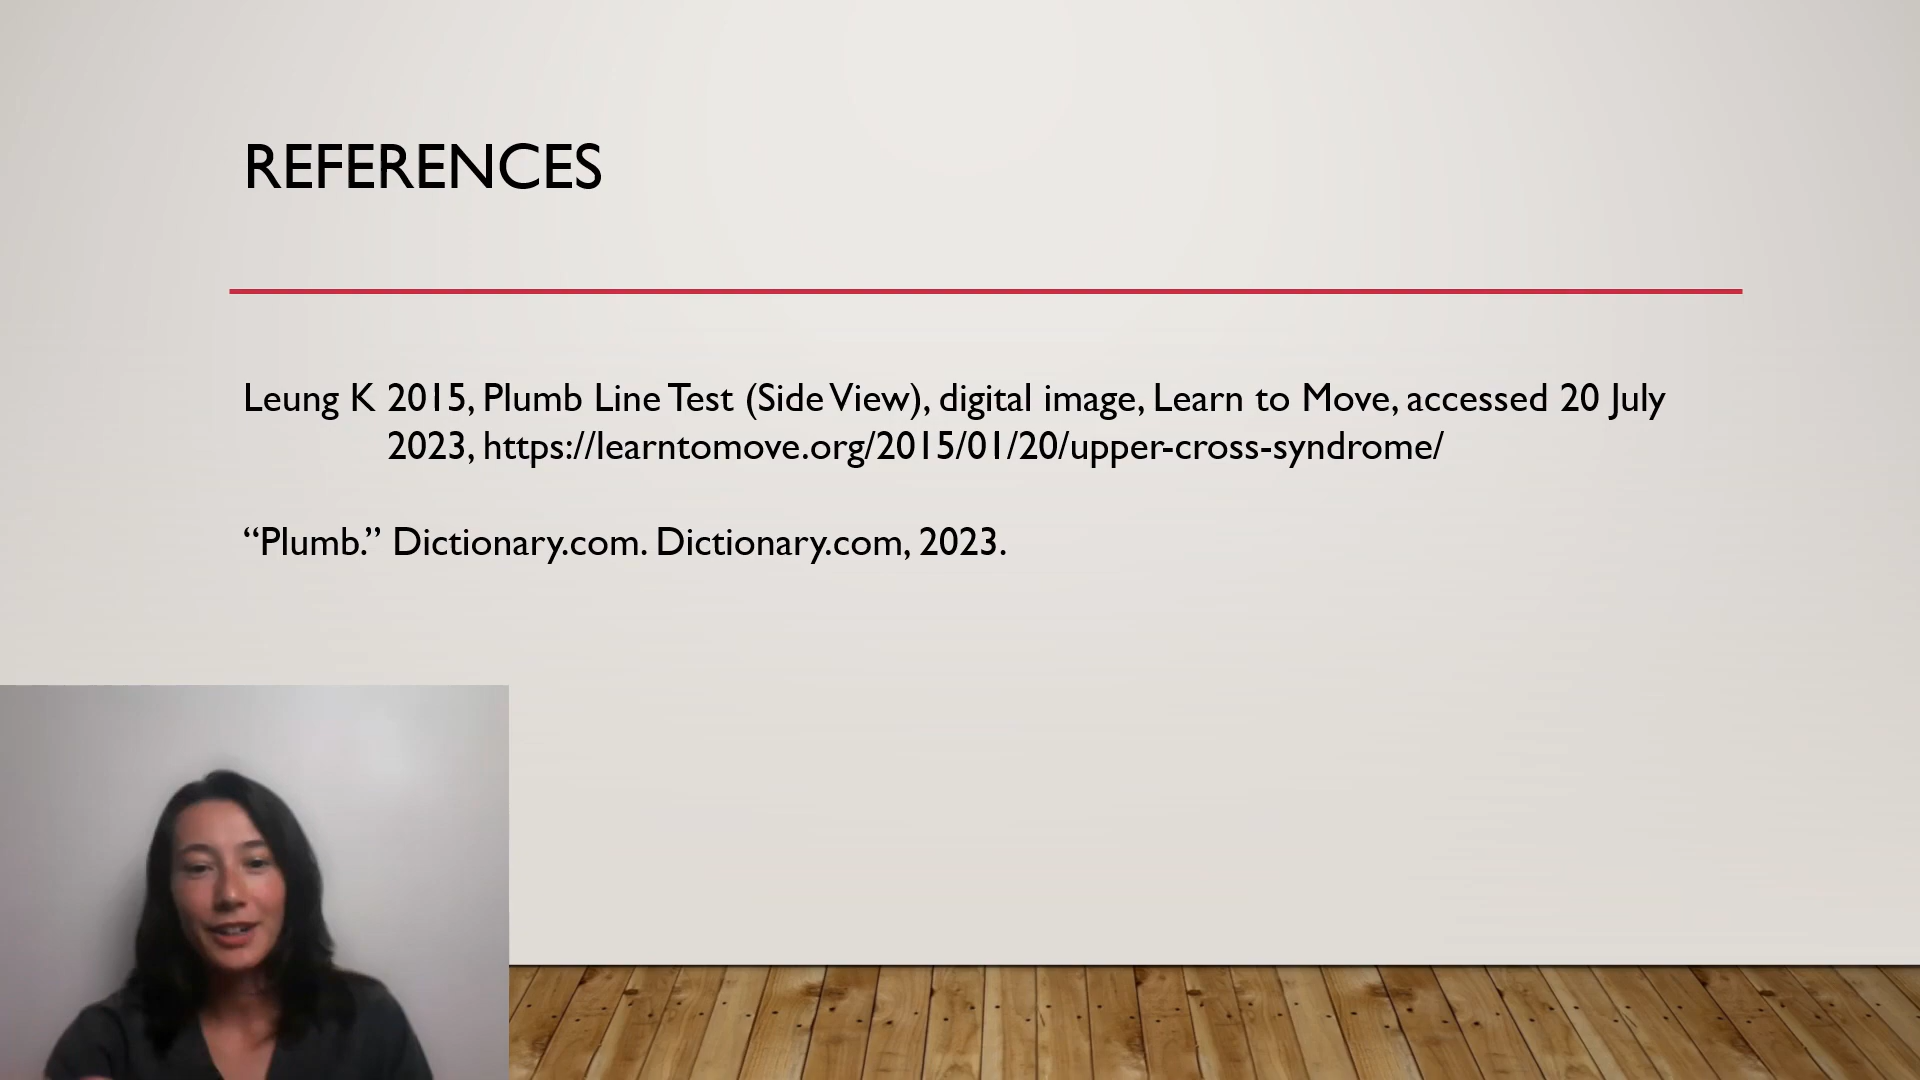 REFERENCES
Leung K 2015, Plumb Line Test (Side View), digital image, Learn to Move, accessed 20 July
2023, https://learntomove.org/2015/01/20/upper-cross-syndrome/
“Plumb.” Dictionary.com. Dictionary.com, 2023.